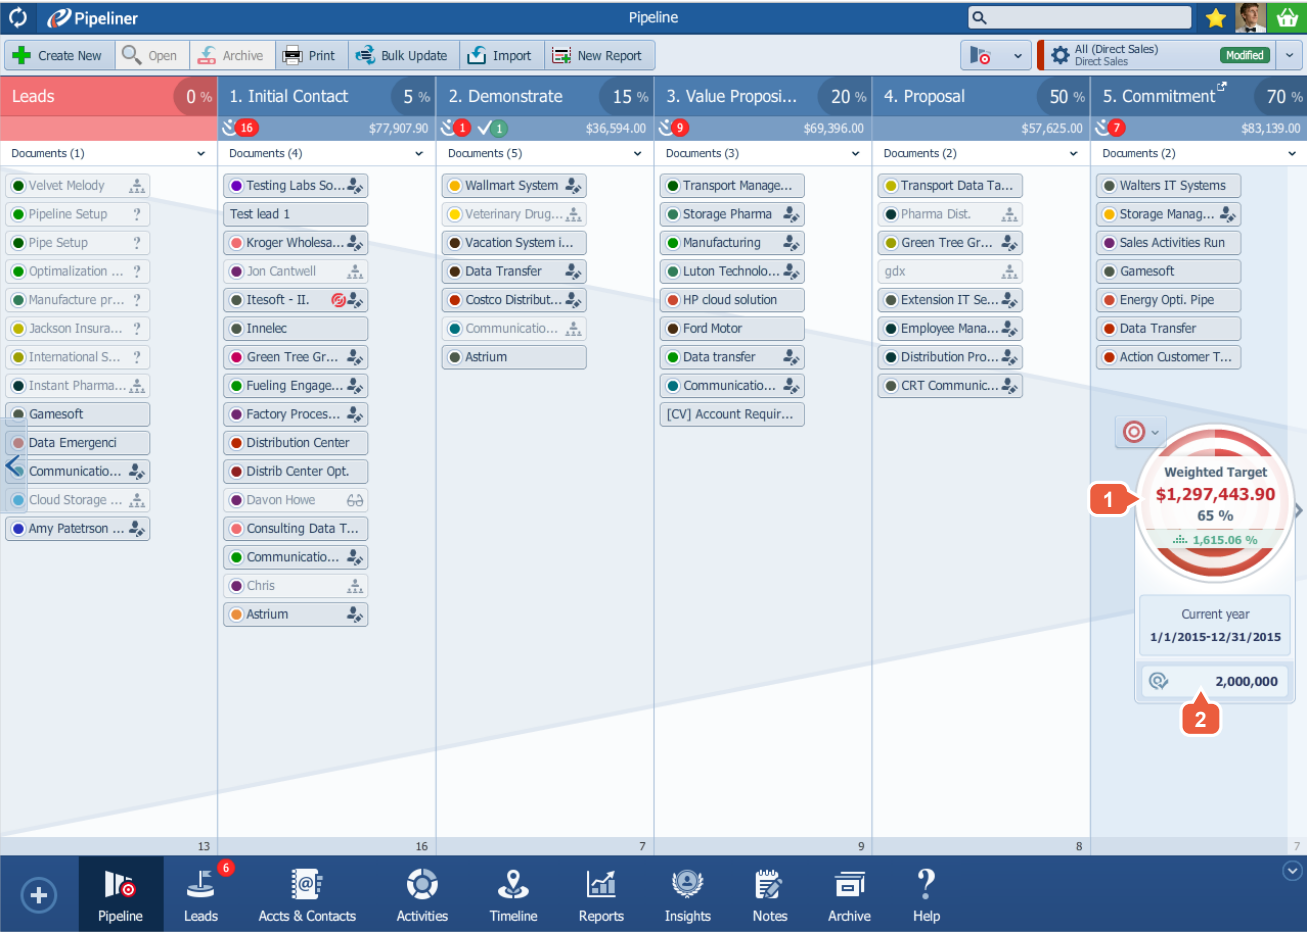 Pipeliner
Pipeline
Create New
Open
Archive
Print
Bulk Update
Import
New Report
All (Direct Sales)
Direct Sales
Modified
Leads 0 %
1. Initial Contact 5 %
2. Demonstrate 15 %
3. Value Proposi... 20 %
4. Proposal 50 %
5. Commitment 70 %
16 $77,907.90
1 1 $36,594.00
9 $69,396.00
$57,625.00
7 $83,139.00
Documents (1)
Documents (4)
Documents (5)
Documents (3)
Documents (2)
Documents (2)
Velvet Melody
Pipeline Setup ?
Pipe Setup ?
Optimalization ... ?
Manufacture pr... ?
Jackson Insura... ?
International S... ?
Instant Pharma...
Gamesoft
Data Emergenci
Communicatio...
Cloud Storage ...
Amy Patetrson ...
Testing Labs So...
Test lead 1
Kroger Wholesa...
Jon Cantwell
Itesoft - II.
Innelec
Green Tree Gr...
Fueling Engage...
Factory Proces...
Distribution Center
Distrib Center Opt.
Davon Howe
Consulting Data T...
Communicatio...
Chris
Astrium
Wallmart System
Veterinary Drug...
Vacation System i...
Data Transfer
Costco Distribut...
Communicatio...
Astrium
Transport Manage...
Storage Pharma
Manufacturing
Luton Technolo...
HP cloud solution
Ford Motor
Data transfer
Communicatio...
[CV] Account Requir...
Transport Data Ta...
Pharma Dist.
Green Tree Gr...
gdx
Extension IT Se...
Employee Mana...
Distribution Pro...
CRT Communic...
Walters IT Systems
Storage Manag...
Sales Activities Run
Gamesoft
Energy Opti. Pipe
Data Transfer
Action Customer T...
Weighted Target
$1,297,443.90
65 %
1,615.06 %
1
Current year
1/1/2015-12/31/2015
2,000,000
2
13
16
7
9
8
7
6
Pipeline
Leads
Accts & Contacts
Activities
Timeline
Reports
Insights
Notes
Archive
Help